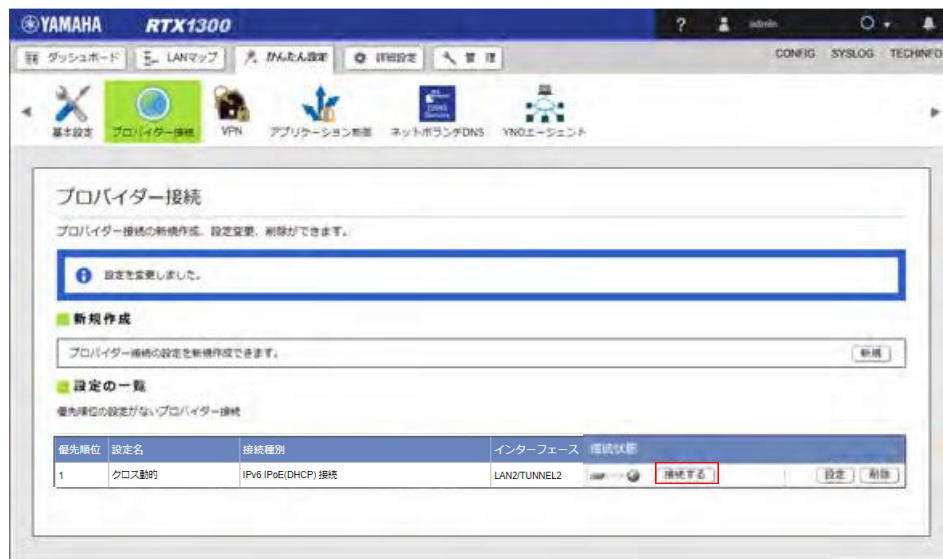 YAMAHA RTX1300 ? admin
ダッシュボード LANマップ かんたん設定 詳細設定 管理 CONFIG SYSLOG TECHINFO
基本設定 プロバイダー接続 VPN アプリケーション制御 ネットボランチDNS YNOエージェント
プロバイダー接続
プロバイダー接続の新規作成、設定変更、削除ができます。
設定を変更しました。
新規作成
プロバイダー接続の設定を新規作成できます。 新規
設定の一覧
優先順位の設定がないプロバイダー接続
優先順位 設定名 接続種別 インターフェース 接続状態
1 クロス動的 IPv6 IPoE(DHCP) 接続 LAN2/TUNNEL2 接続する 設定 削除